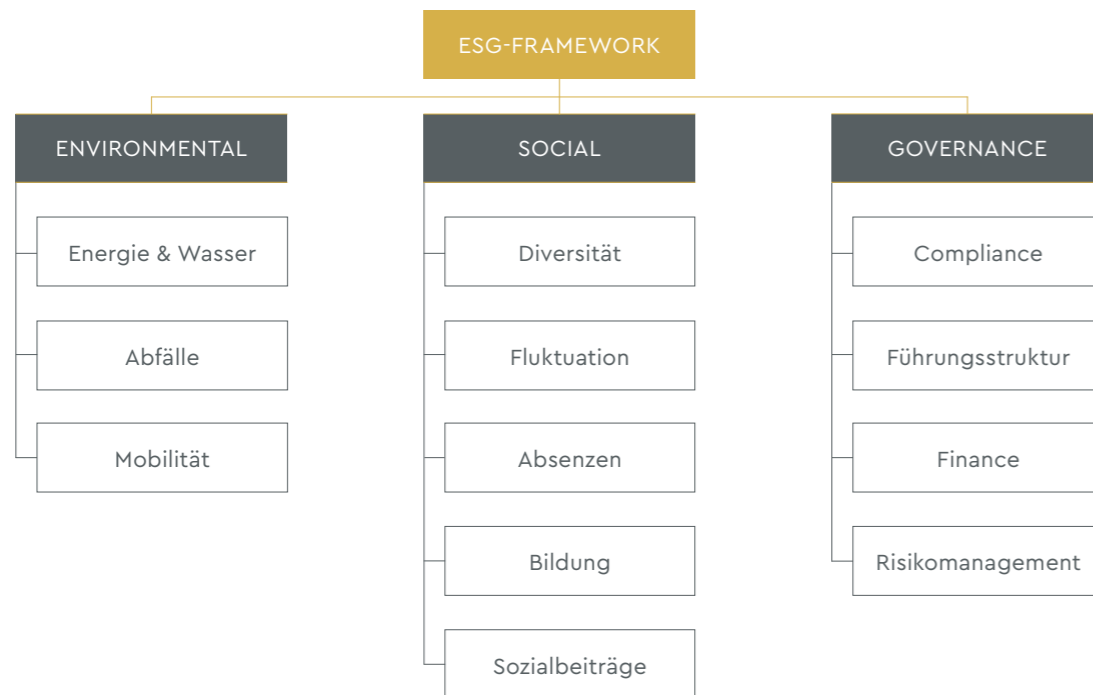 ESG-FRAMEWORK
ENVIRONMENTAL
Energie & Wasser
Abfälle
Mobilität
SOCIAL
Diversität
Fluktuation
Absenzen
Bildung
Sozialbeiträge
GOVERNANCE
Compliance
Führungsstruktur
Finance
Risikomanagement